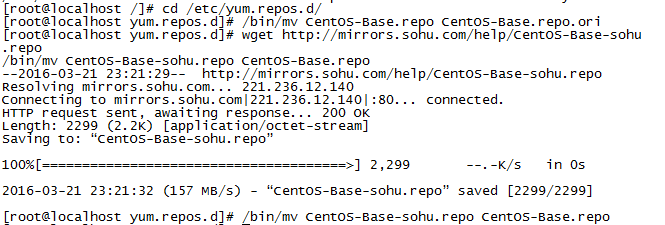 [root@localhost /]# cd /etc/yum.repos.d/
[root@localhost yum.repos.d]# /bin/mv CentOS-Base.repo CentOS-Base.repo.ori
[root@localhost yum.repos.d]# wget http://mirrors.sohu.com/help/CentOS-Base-sohu
.repo
/bin/mv CentOS-Base-sohu.repo CentOS-Base.repo
--2016-03-21 23:21:29--  http://mirrors.sohu.com/help/CentOS-Base-sohu.repo
Resolving mirrors.sohu.com... 221.236.12.140
Connecting to mirrors.sohu.com|221.236.12.140|:80... connected.
HTTP request sent, awaiting response... 200 OK
Length: 2299 (2.2K) [application/octet-stream]
Saving to: “CentOS-Base-sohu.repo”
100%[======================================>] 2,299       --.-K/s   in 0s
2016-03-21 23:21:32 (157 MB/s) - “CentOS-Base-sohu.repo” saved [2299/2299]
[root@localhost yum.repos.d]# /bin/mv CentOS-Base-sohu.repo CentOS-Base.repo